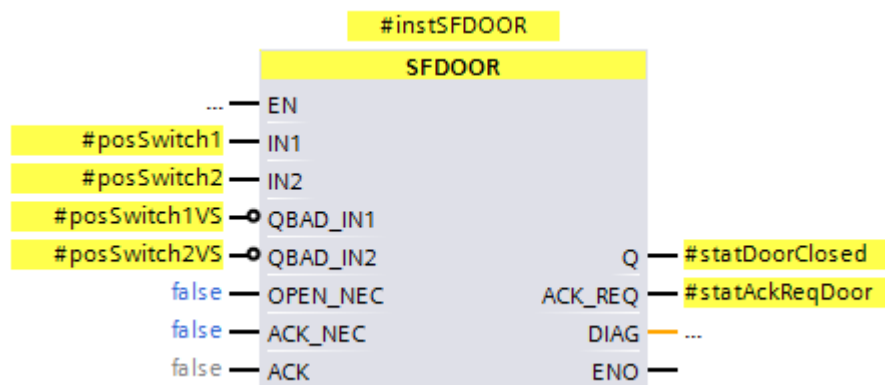 #instSFDOOR
SFDOOR
... EN
#posSwitch1 IN1
#posSwitch2 IN2
#posSwitch1VS QBAD_IN1
#posSwitch2VS QBAD_IN2 Q #statDoorClosed
false OPEN_NEC ACK_REQ #statAckReqDoor
false ACK_NEC DIAG ...
false ACK ENO